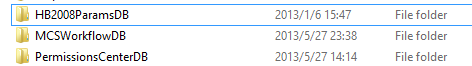 HB2008ParamsDB 2013/1/6 15:47 File folder
MCSWorkflowDB 2013/5/27 23:38 File folder
PermissionsCenterDB 2013/5/27 14:14 File folder